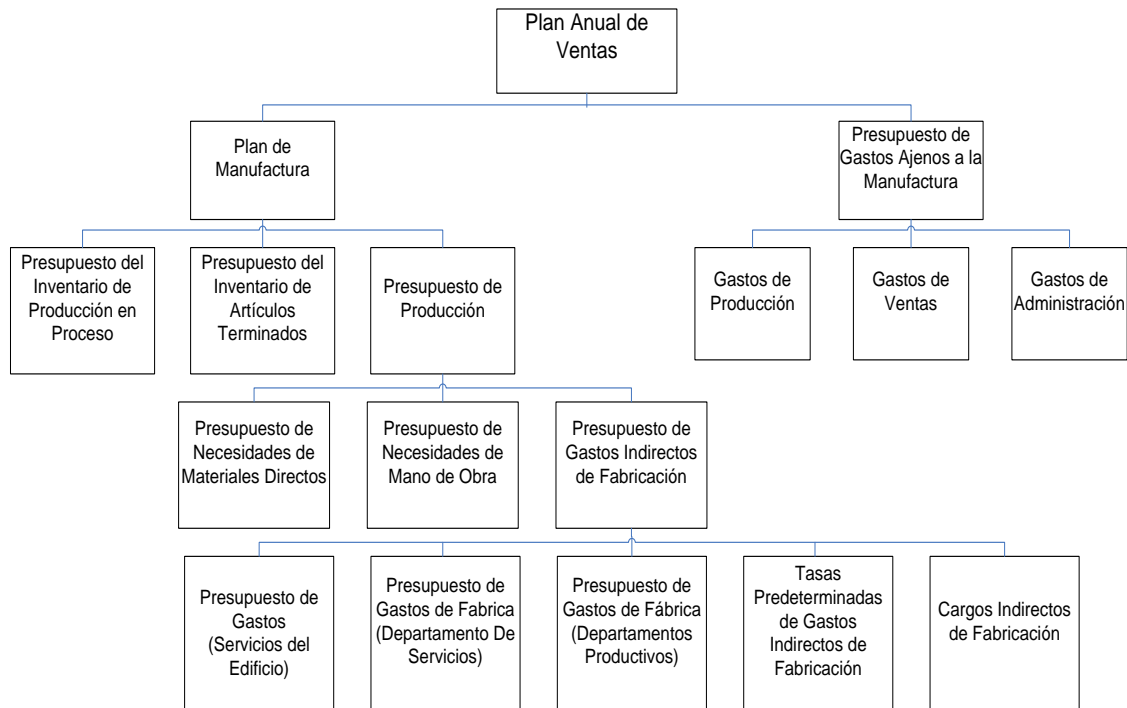 Plan Anual de
Ventas
Plan de
Manufactura
Presupuesto de
Gastos Ajenos a la
Manufactura
Presupuesto del
Inventario de
Producción en
Proceso
Presupuesto del
Inventario de
Artículos
Terminados
Presupuesto de
Producción
Gastos de
Producción
Gastos de
Ventas
Gastos de
Administración
Presupuesto de
Necesidades de
Materiales Directos
Presupuesto de
Necesidades de
Mano de Obra
Presupuesto de
Gastos Indirectos
de Fabricación
Presupuesto de
Gastos
(Servicios del
Edificio)
Presupuesto de
Gastos de Fabrica
(Departamento De
Servicios)
Presupuesto de
Gastos de Fábrica
(Departamentos
Productivos)
Tasas
Predeterminadas
de Gastos
Indirectos de
Fabricación
Cargos Indirectos
de Fabricación